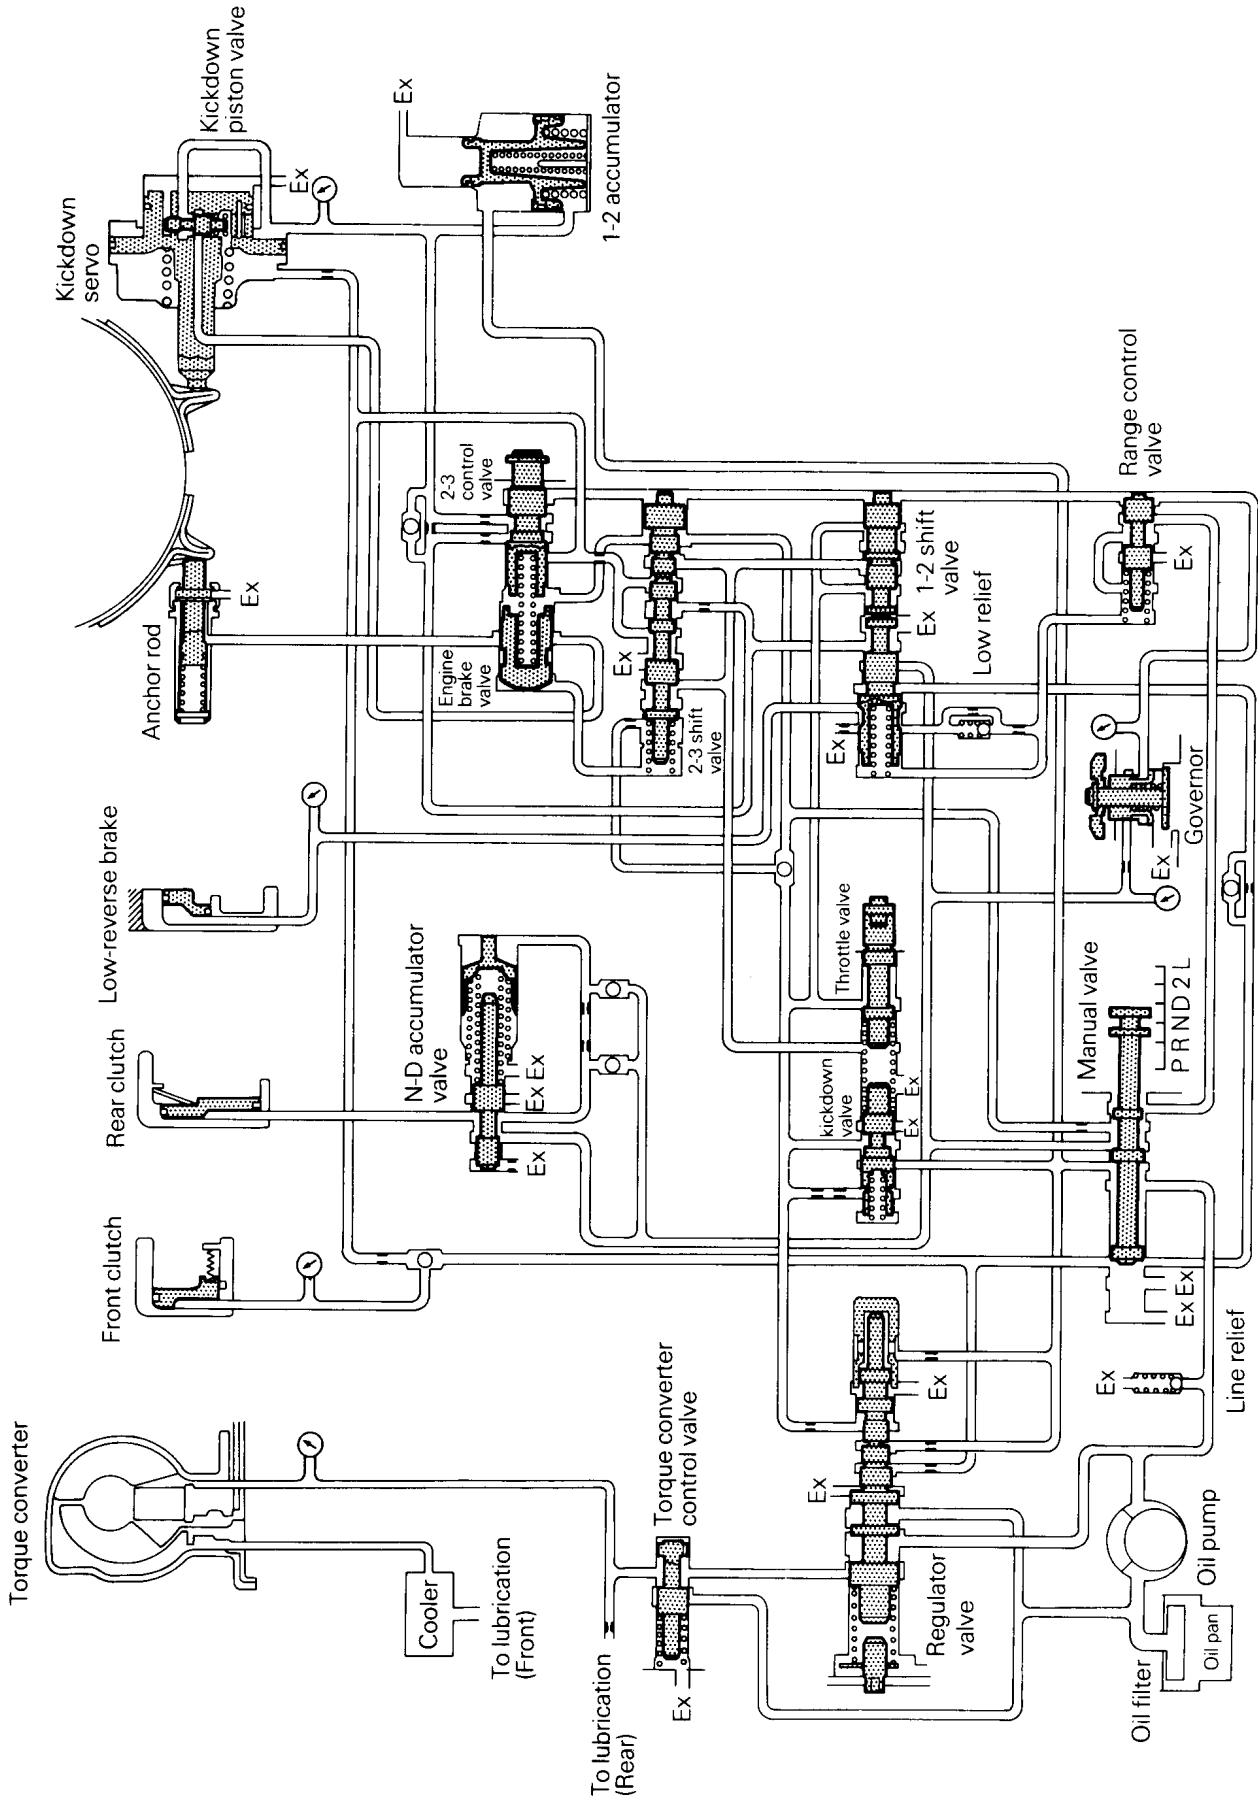 Torque converter
Front clutch
Rear clutch
Low-reverse brake
Anchor rod
Ex
Kickdown
servo
Kickdown
piston valve
Ex
Cooler
To lubrication
(Front)
N-D accumulator
valve
Ex
Ex Ex
Ex Ex
Engine
brake
valve
2-3
control
valve
Ex
1-2 accumulator
To lubrication
(Rear)
Torque converter
control valve
Ex
Ex
2-3 shift
valve
Regulator
valve
Ex
Ex
kickdown
valve
Ex
Ex
Throttle valve
Ex
Ex
1-2 shift
valve
Low relief
Oil filter
Oil pan
Oil pump
Ex
Line relief
Ex Ex
Manual valve
P R N D 2 L
Ex
Governor
Ex
Range control
valve